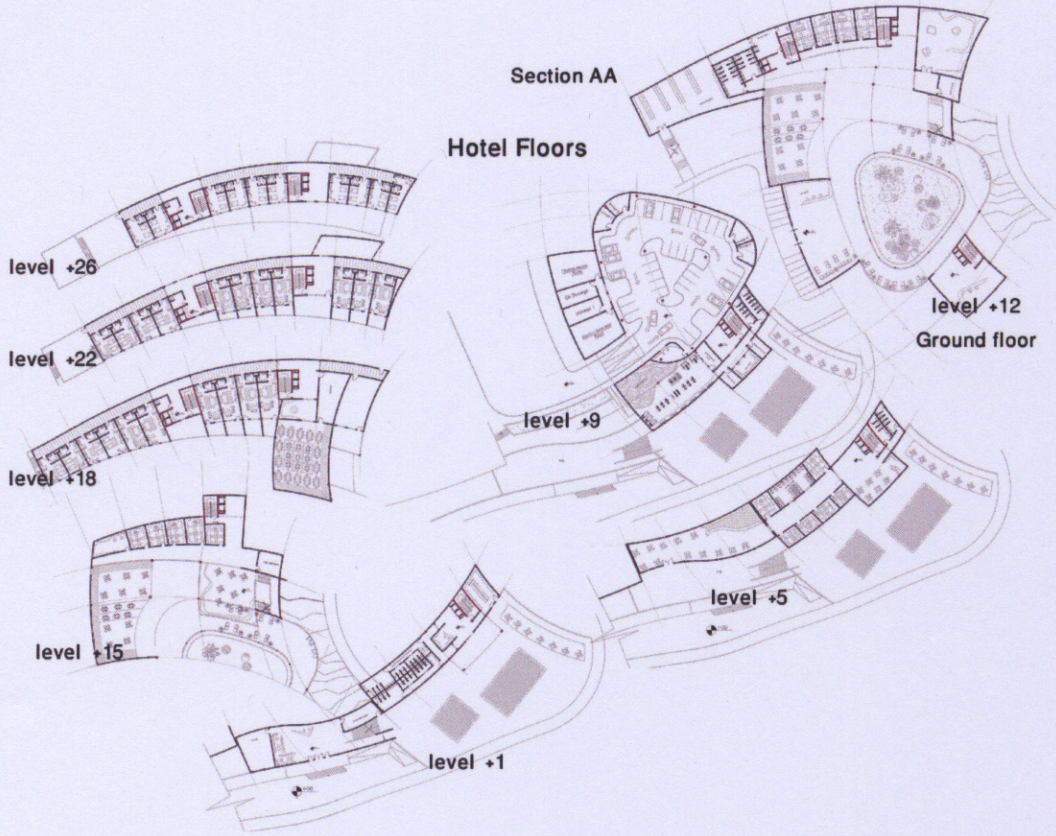 Section AA
Hotel Floors
level +26
level +12
Ground floor
level +22
level +9
level +18
level +5
level +15
level +1